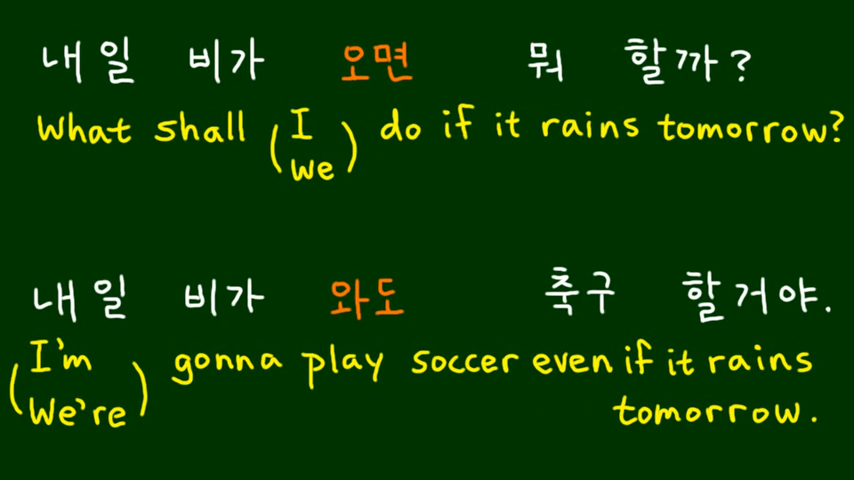 내일 비가 오면 뭐 할까?
What shall (I) do if it rains tomorrow?
we
내일 비가 와도 축구 할거야.
(I'm) gonna play soccer even if it rains
We're tomorrow.